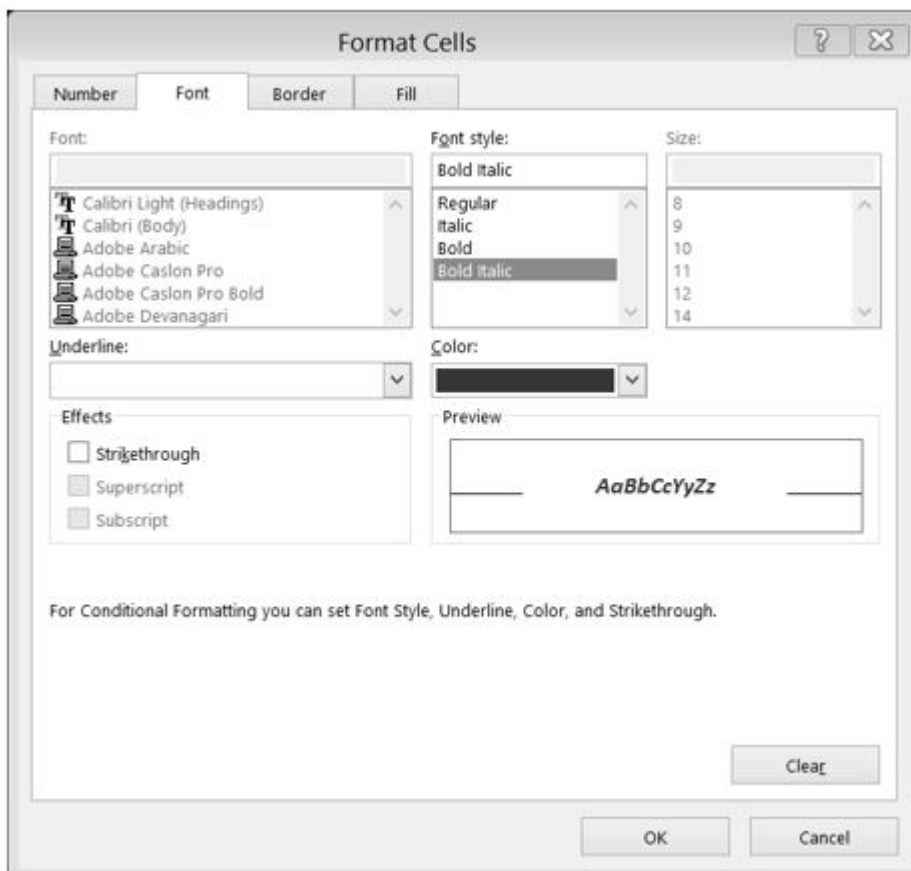 Format Cells
Number Font Border Fill
Font: Font style: Size:
Bold Italic
Calibri Light (Headings) Regular 8
Calibri (Body) Italic 9
Adobe Arabic Bold 10
Adobe Caslon Pro Bold Italic 11
Adobe Caslon Pro Bold 12
Adobe Devanagari 14
Underline: Color:
Effects Preview
Strikethrough
AaBbCcYyZz
Superscript
Subscript
For Conditional Formatting you can set Font Style, Underline, Color, and Strikethrough.
Clear
OK Cancel